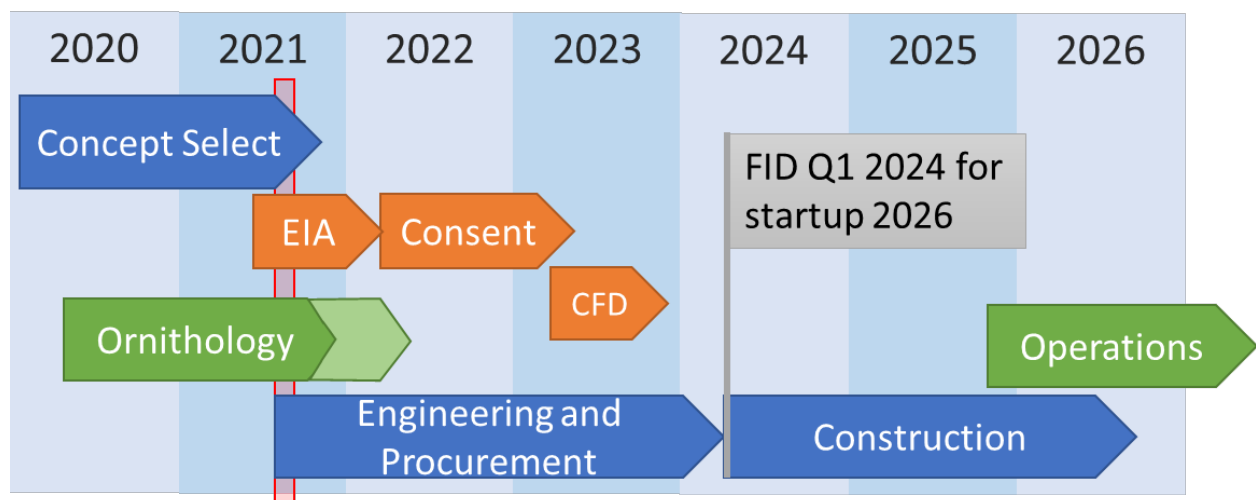 2020 2021 2022 2023 2024 2025 2026
Concept Select
FID Q1 2024 for
startup 2026
EIA
Consent
CFD
Ornithology
Operations
Engineering and
Procurement
Construction